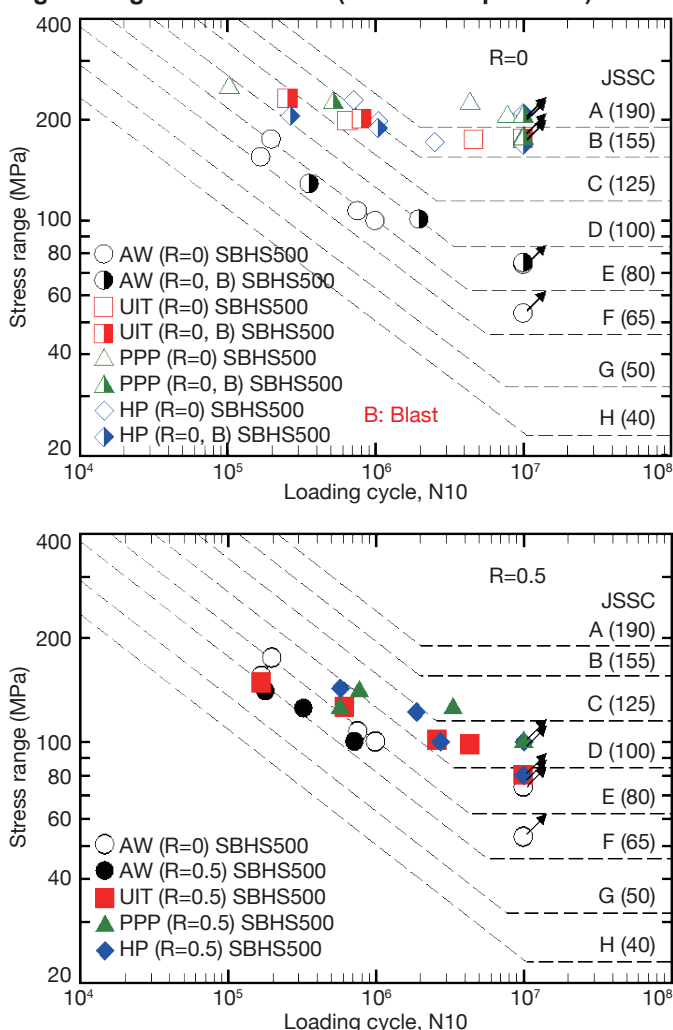 R=0
JSSC
400
A (190)
200
B (155)
C (125)
D (100)
100
E (80)
80
F (65)
60
G (50)
40
H (40)
20
Stress range (MPa)
AW (R=0) SBHS500
AW (R=0, B) SBHS500
UIT (R=0) SBHS500
UIT (R=0, B) SBHS500
PPP (R=0) SBHS500
PPP (R=0, B) SBHS500
HP (R=0) SBHS500
HP (R=0, B) SBHS500
B: Blast
10⁴ 10⁵ 10⁶ 10⁷ 10⁸
Loading cycle, N10
400
R=0.5
JSSC
A (190)
200
B (155)
C (125)
D (100)
100
E (80)
80
F (65)
60
G (50)
40
H (40)
20
Stress range (MPa)
AW (R=0) SBHS500
AW (R=0.5) SBHS500
UIT (R=0.5) SBHS500
PPP (R=0.5) SBHS500
HP (R=0.5) SBHS500
10⁴ 10⁵ 10⁶ 10⁷ 10⁸
Loading cycle, N10